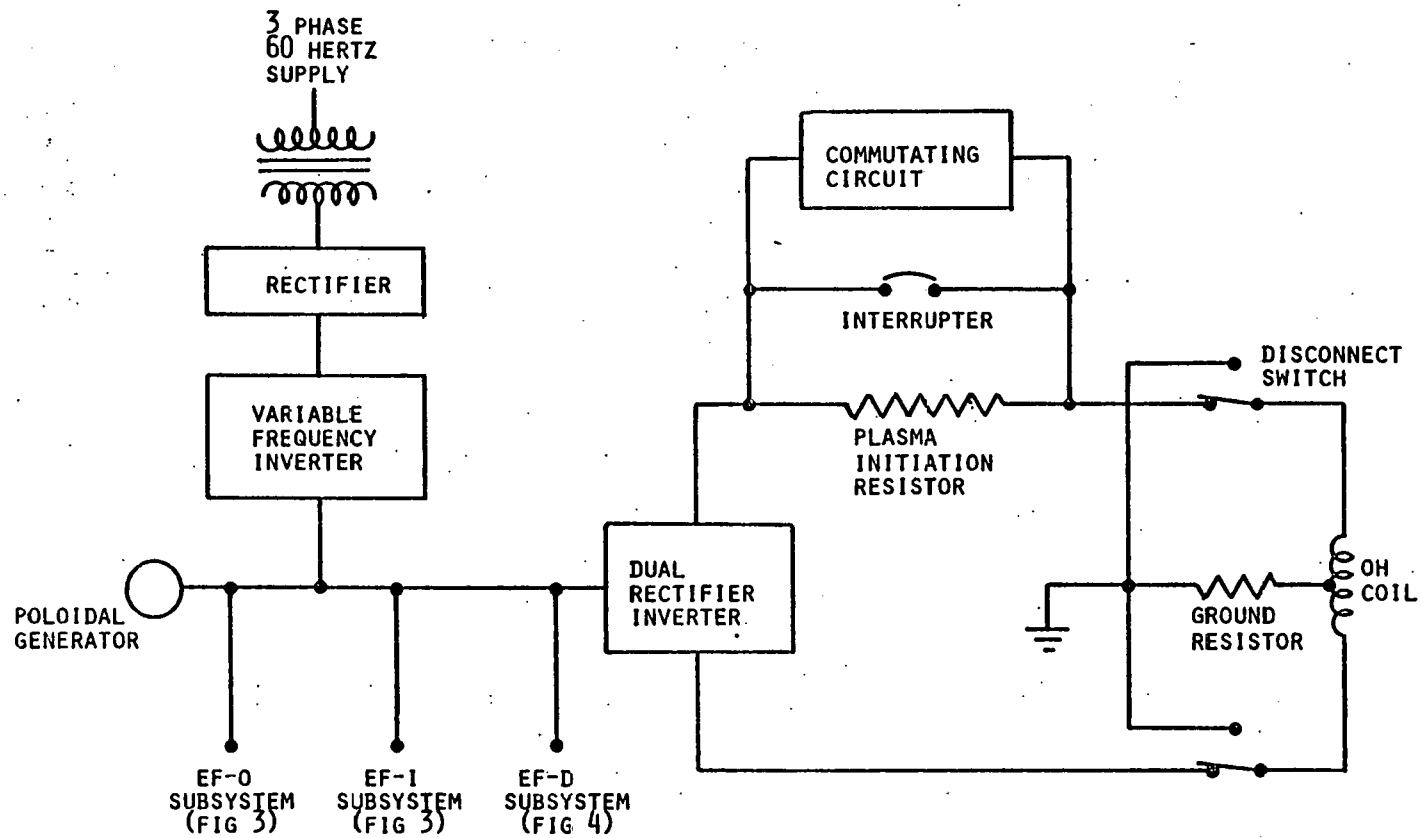 3 PHASE
60 HERTZ
SUPPLY
RECTIFIER
VARIABLE
FREQUENCY
INVERTER
POLOIDAL
GENERATOR
EF-O
SUBSYSTEM
(FIG 3)
EF-I
SUBSYSTEM
(FIG 3)
EF-D
SUBSYSTEM
(FIG 4)
DUAL
RECTIFIER
INVERTER
COMMUTATING
CIRCUIT
INTERRUPTER
PLASMA
INITIATION
RESISTOR
DISCONNECT
SWITCH
GROUND
RESISTOR
OH
COIL